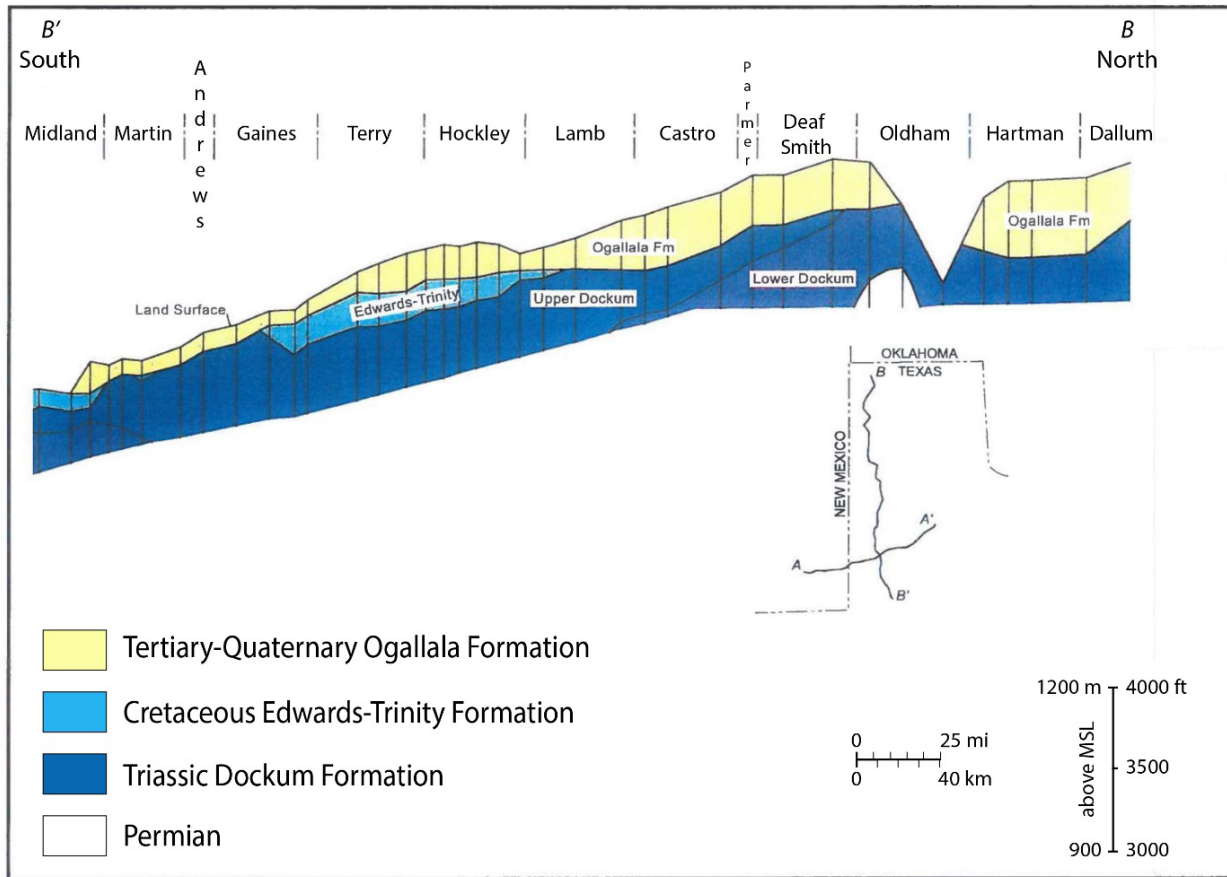 B'
South
B
North
Midland
Martin
Andrews
Gaines
Terry
Hockley
Lamb
Castro
Parmer
Deaf
Smith
Oldham
Hartman
Dallum
Ogallala Fm
Ogallala Fm
Land Surface
Edwards-Trinity
Upper Dockum
Lower Dockum
OKLAHOMA
TEXAS
B
NEW MEXICO
A'
A
B'
Tertiary-Quaternary Ogallala Formation
Cretaceous Edwards-Trinity Formation
Triassic Dockum Formation
Permian
0 25 mi
0 40 km
above MSL
1200 m 4000 ft
3500
900 3000